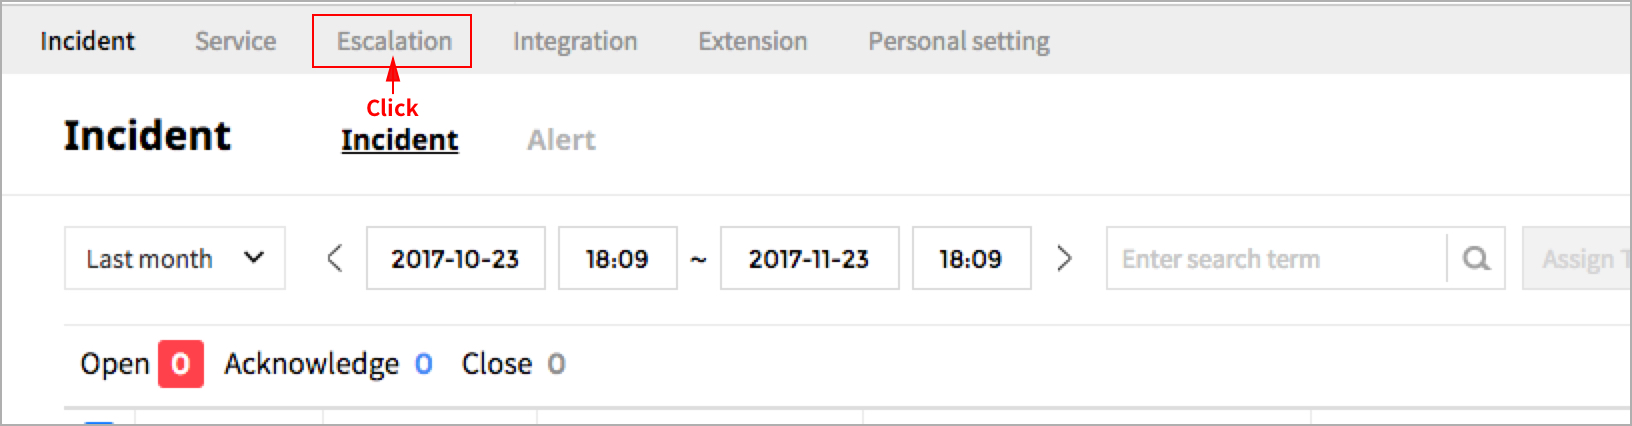 Incident Service Escalation Integration Extension Personal setting
Click
Incident Incident Alert
Last month 2017-10-23 18:09 ~ 2017-11-23 18:09 Enter search term Assign
Open 0 Acknowledge 0 Close 0